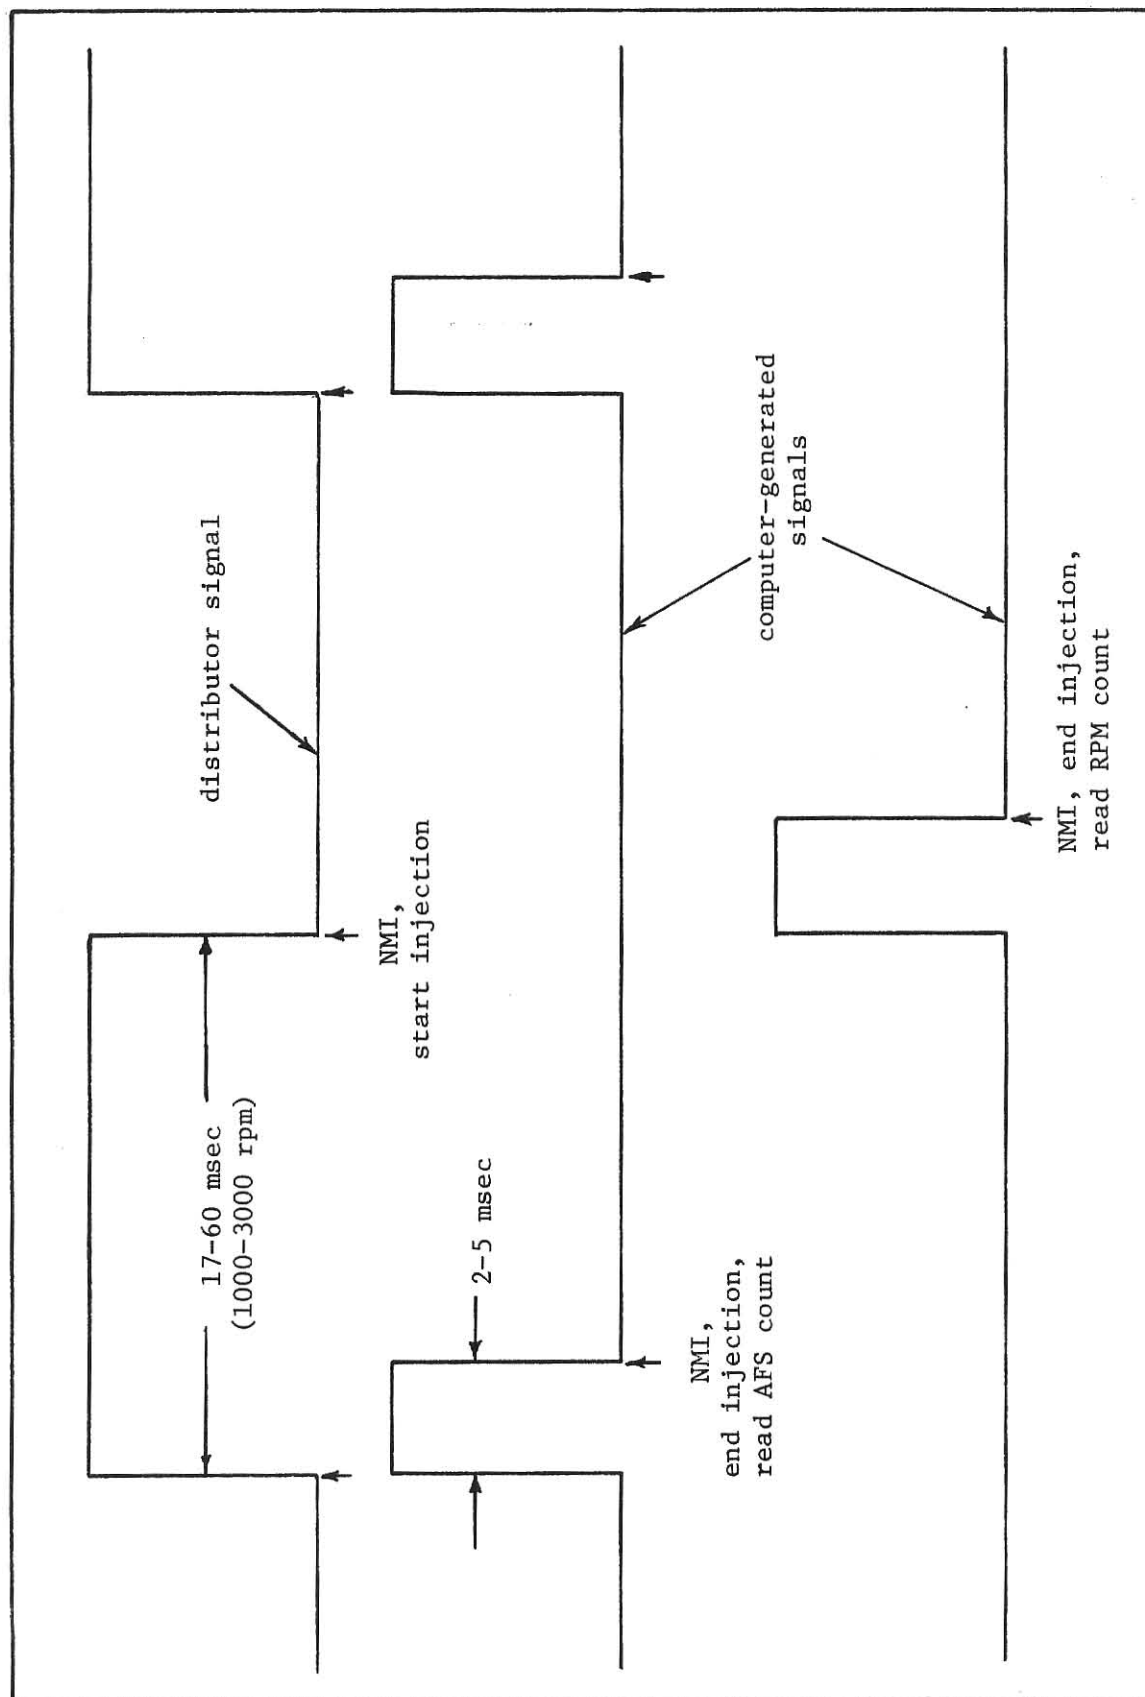 distributor signal
17-60 msec
(1000-3000 rpm)
NMI,
start injection
2-5 msec
computer-generated
signals
NMI,
end injection,
read AFS count
NMI, end injection,
read RPM count